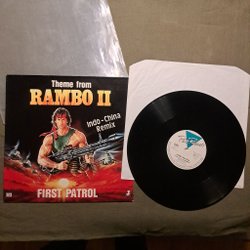 Theme from
RAMBO II
Indo-China
Remix
FIRST PATROL